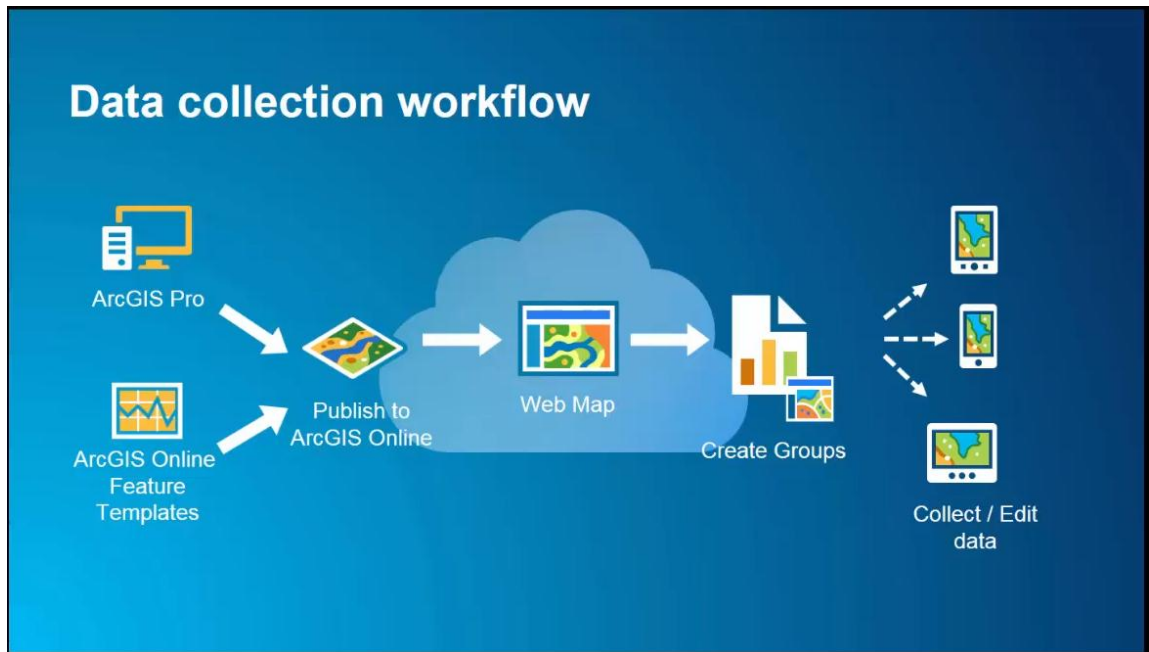 Data collection workflow
ArcGIS Pro
ArcGIS Online
Feature
Templates
Publish to
ArcGIS Online
Web Map
Create Groups
Collect / Edit
data